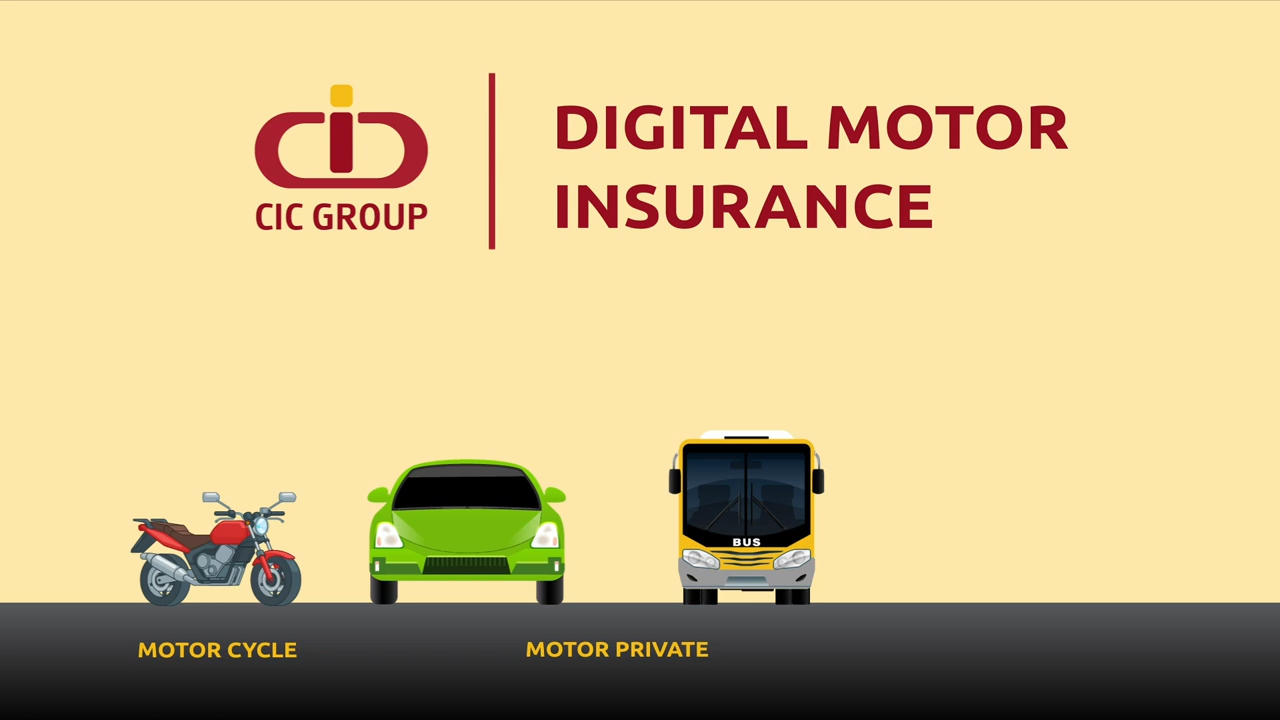 DIGITAL MOTOR
INSURANCE
CIC GROUP
BUS
MOTOR CYCLE
MOTOR PRIVATE